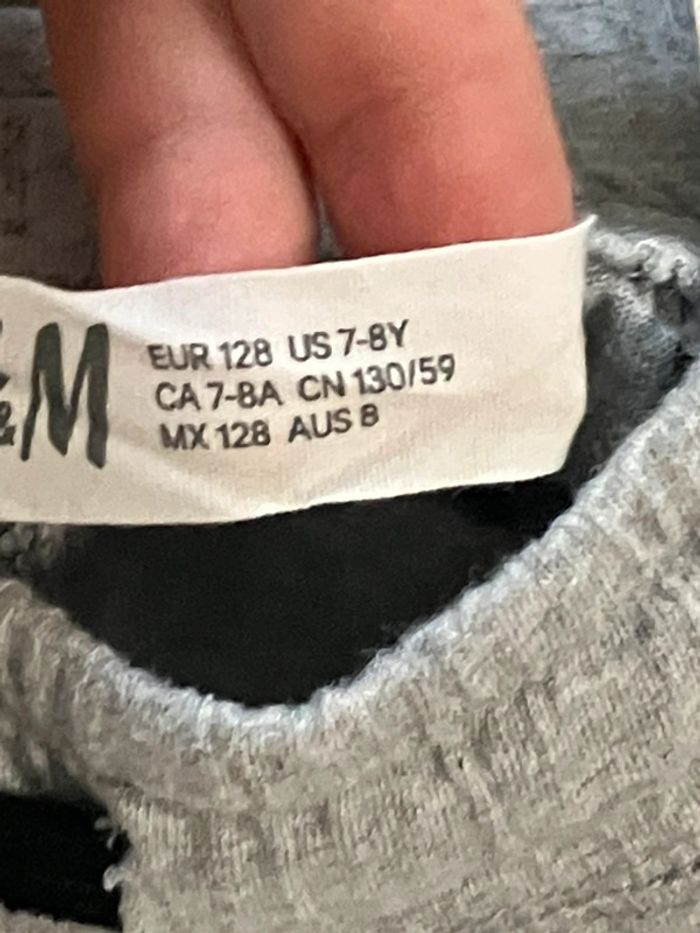 &M
EUR 128 US 7-8Y
CA 7-8A CN 130/59
MX 128 AUS 8